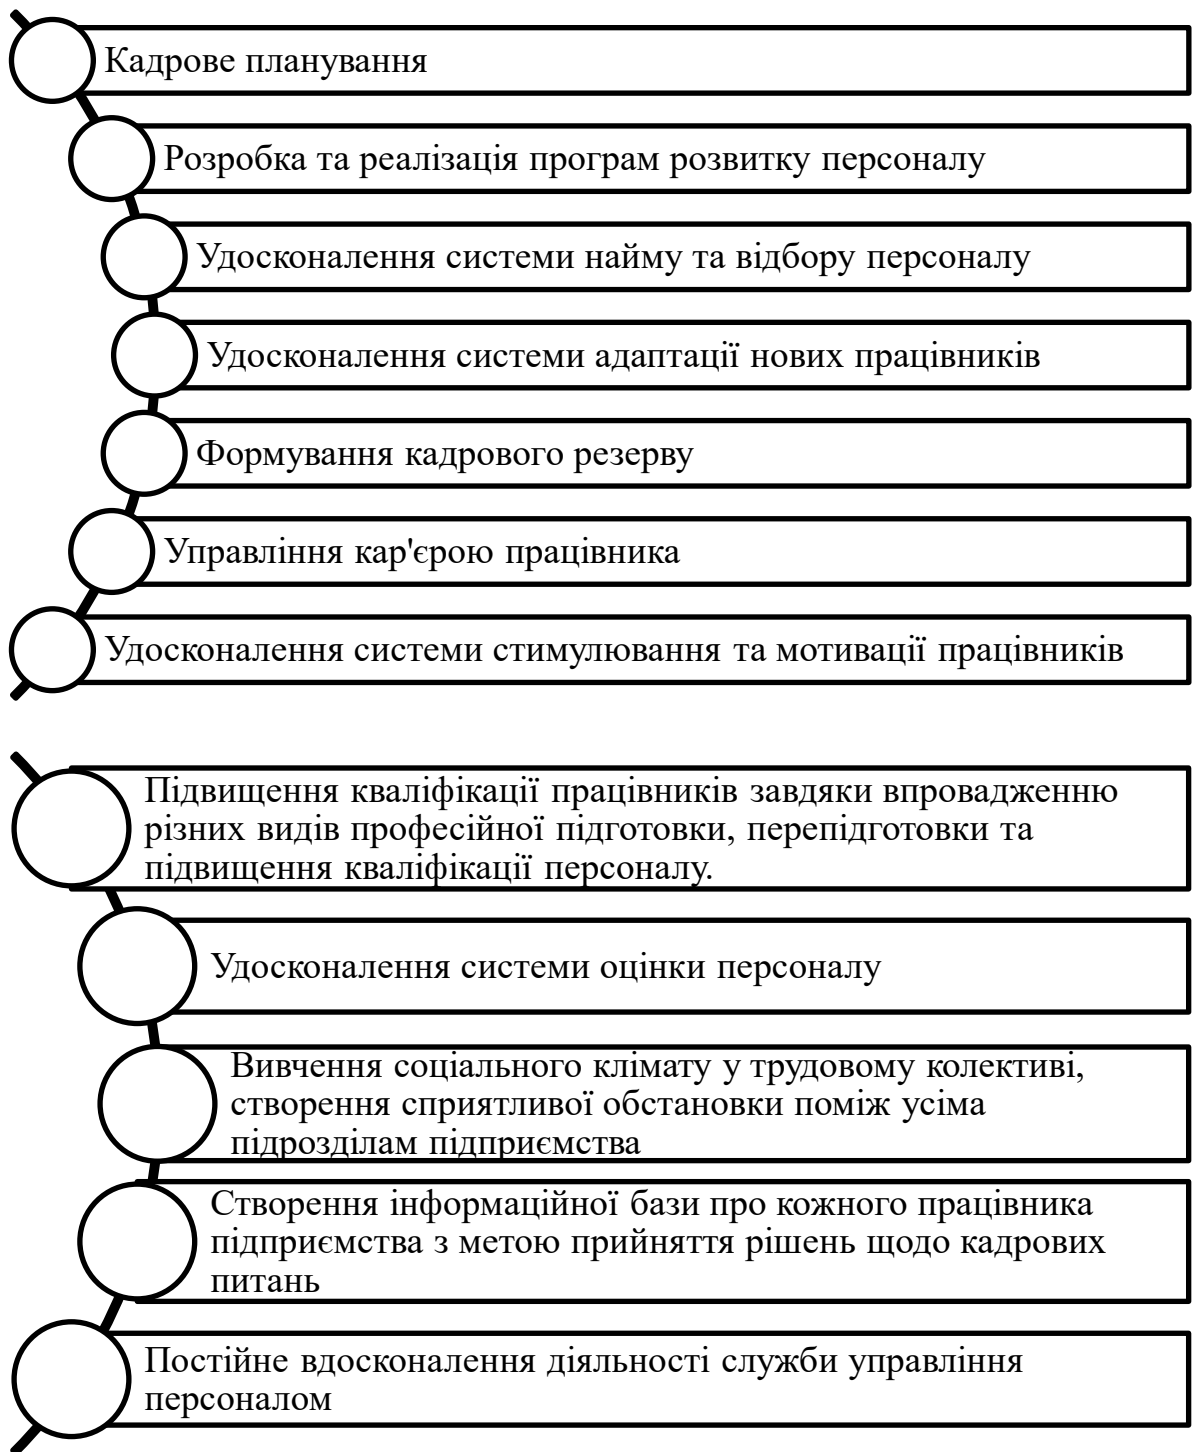 Кадрове планування
Розробка та реалізація програм розвитку персоналу
Удосконалення системи найму та відбору персоналу
Удосконалення системи адаптації нових працівників
Формування кадрового резерву
Управління кар'єрою працівника
Удосконалення системи стимулювання та мотивації працівників
Підвищення кваліфікації працівників завдяки впровадженню
різних видів професійної підготовки, перепідготовки та
підвищення кваліфікації персоналу.
Удосконалення системи оцінки персоналу
Вивчення соціального клімату у трудовому колективі,
створення сприятливої обстановки поміж усіма
підрозділам підприємства
Створення інформаційної бази про кожного працівника
підприємства з метою прийняття рішень щодо кадрових
питань
Постійне вдосконалення діяльності служби управління
персоналом